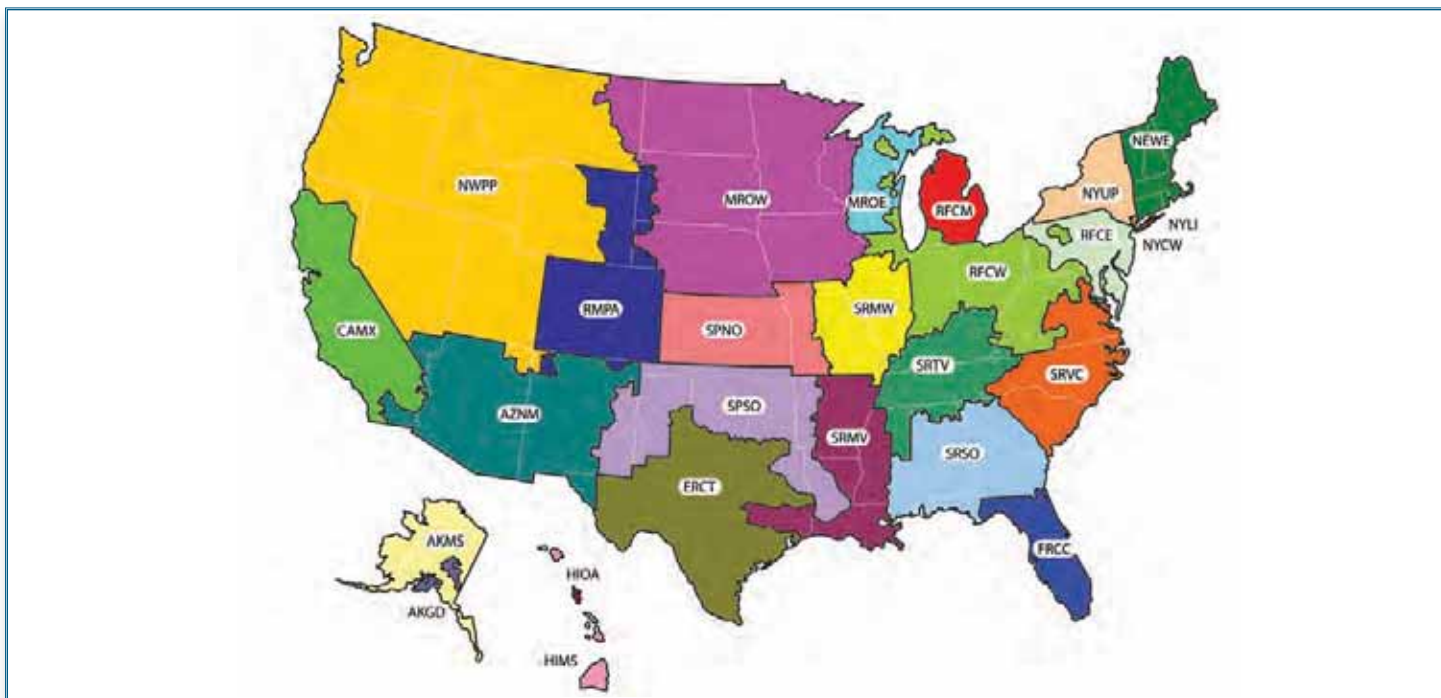 NEWE
NWPP
MROW
MROE
RFCM
NYUP
NYLI
NYCW
RFCE
RFCW
RMPA
SRMW
SPNO
CAMX
SRTV
SRVC
AZNM
SPSO
SRMV
SRSO
ERCT
FRCC
AKMS
HIOA
AKGD
HIMS